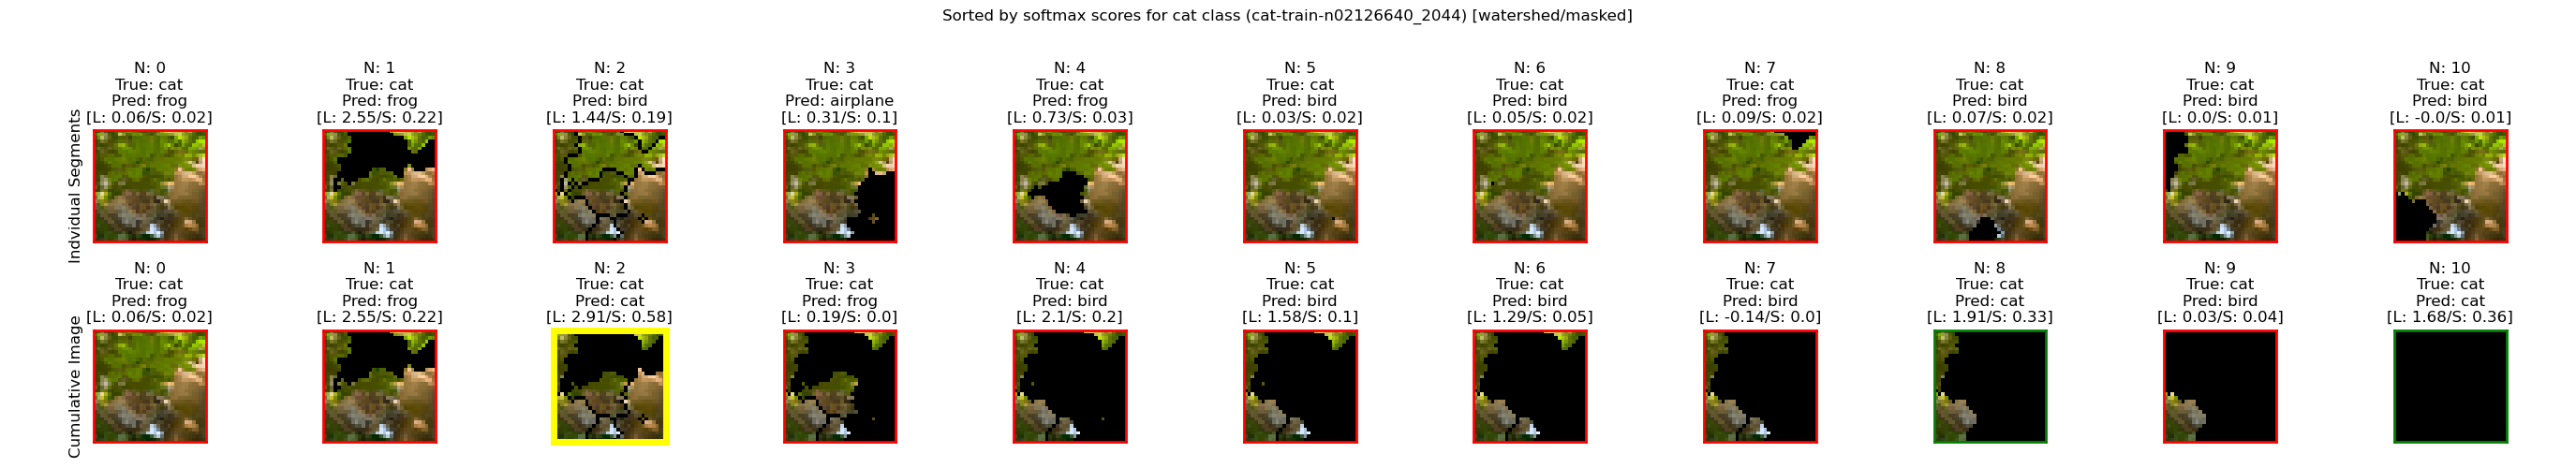 Sorted by softmax scores for cat class (cat-train-n02126640_2044) [watershed/masked]
Indvidual Segments
N: 0
True: cat
Pred: frog
[L: 0.06/S: 0.02]
N: 1
True: cat
Pred: frog
[L: 2.55/S: 0.22]
N: 2
True: cat
Pred: bird
[L: 1.44/S: 0.19]
N: 3
True: cat
Pred: airplane
[L: 0.31/S: 0.1]
N: 4
True: cat
Pred: frog
[L: 0.73/S: 0.03]
N: 5
True: cat
Pred: bird
[L: 0.03/S: 0.02]
N: 6
True: cat
Pred: bird
[L: 0.05/S: 0.02]
N: 7
True: cat
Pred: frog
[L: 0.09/S: 0.02]
N: 8
True: cat
Pred: bird
[L: 0.07/S: 0.02]
N: 9
True: cat
Pred: bird
[L: 0.0/S: 0.01]
N: 10
True: cat
Pred: bird
[L: -0.0/S: 0.01]
Cumulative Image
N: 0
True: cat
Pred: frog
[L: 0.06/S: 0.02]
N: 1
True: cat
Pred: frog
[L: 2.55/S: 0.22]
N: 2
True: cat
Pred: cat
[L: 2.91/S: 0.58]
N: 3
True: cat
Pred: frog
[L: 0.19/S: 0.0]
N: 4
True: cat
Pred: bird
[L: 2.1/S: 0.2]
N: 5
True: cat
Pred: bird
[L: 1.58/S: 0.1]
N: 6
True: cat
Pred: bird
[L: 1.29/S: 0.05]
N: 7
True: cat
Pred: bird
[L: -0.14/S: 0.0]
N: 8
True: cat
Pred: cat
[L: 1.91/S: 0.33]
N: 9
True: cat
Pred: bird
[L: 0.03/S: 0.04]
N: 10
True: cat
Pred: cat
[L: 1.68/S: 0.36]